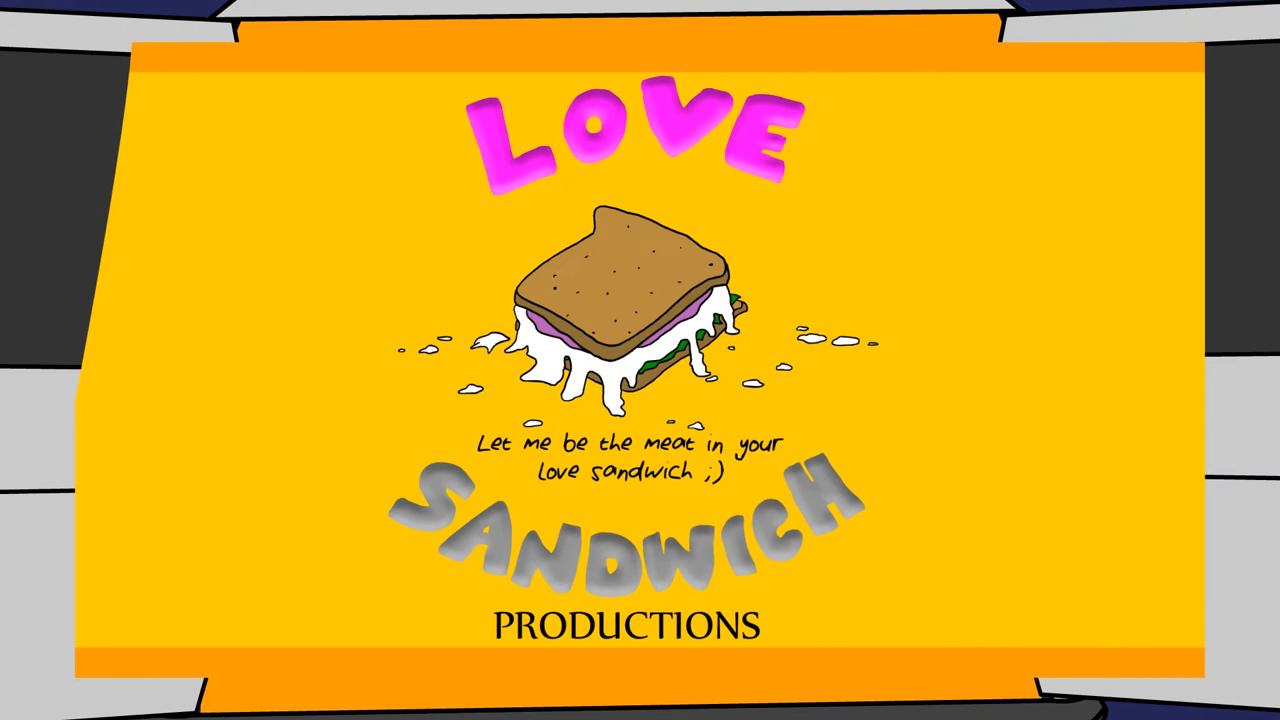 LOVE
Let me be the meat in your
love sandwich ;)
SANDWICH
PRODUCTIONS